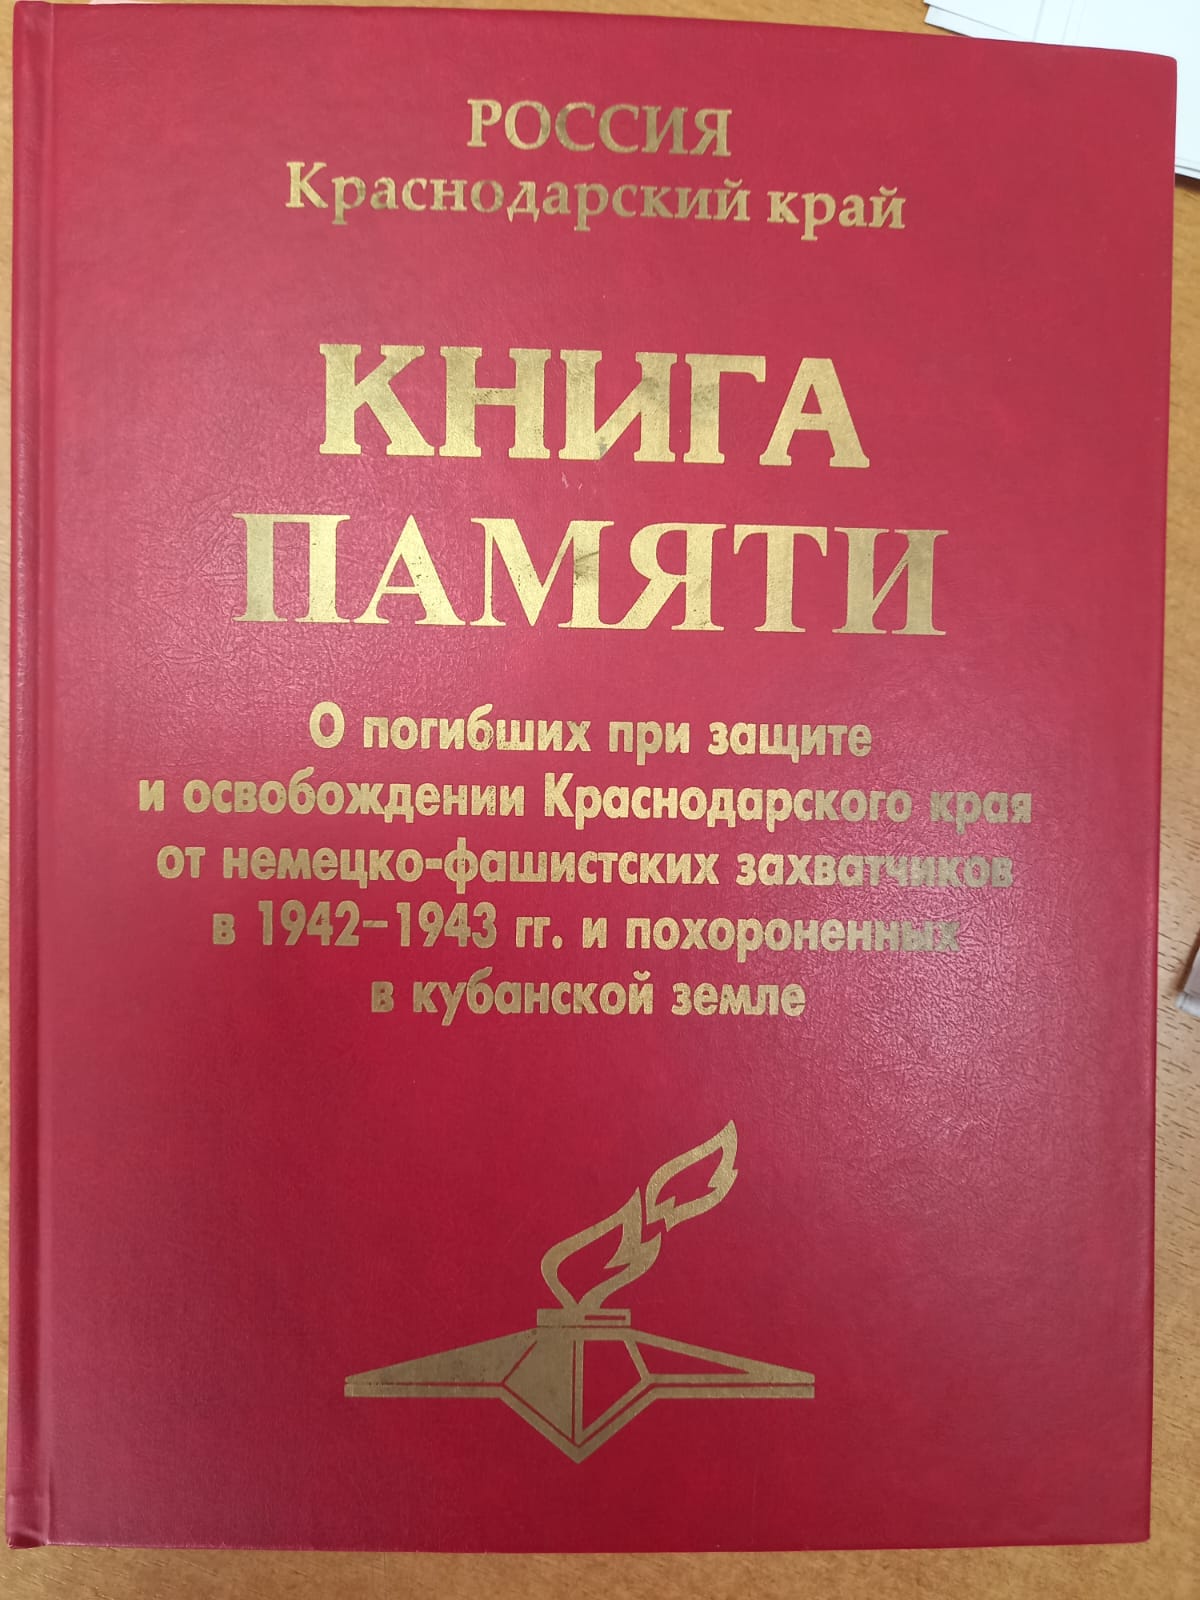 РОССИЯ
Краснодарский край
КНИГА
ПАМЯТИ
О погибших при защите
и освобождении Краснодарского края
от немецко-фашистских захватчиков
в 1942–1943 гг. и похороненных
в кубанской земле